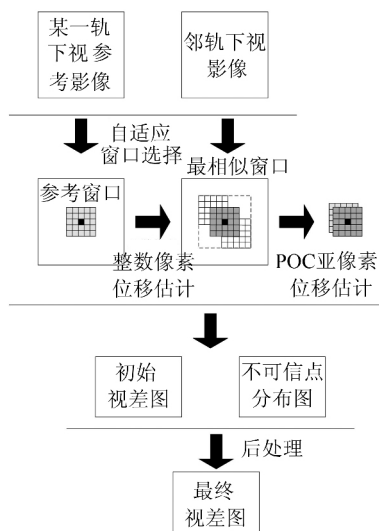 某一轨
下视参
考影像
邻轨下视
影像
自适应
窗口选择
最相似窗口
参考窗口
整数像素
位移估计
POC亚像素
位移估计
初始
视差图
不可信点
分布图
后处理
最终
视差图